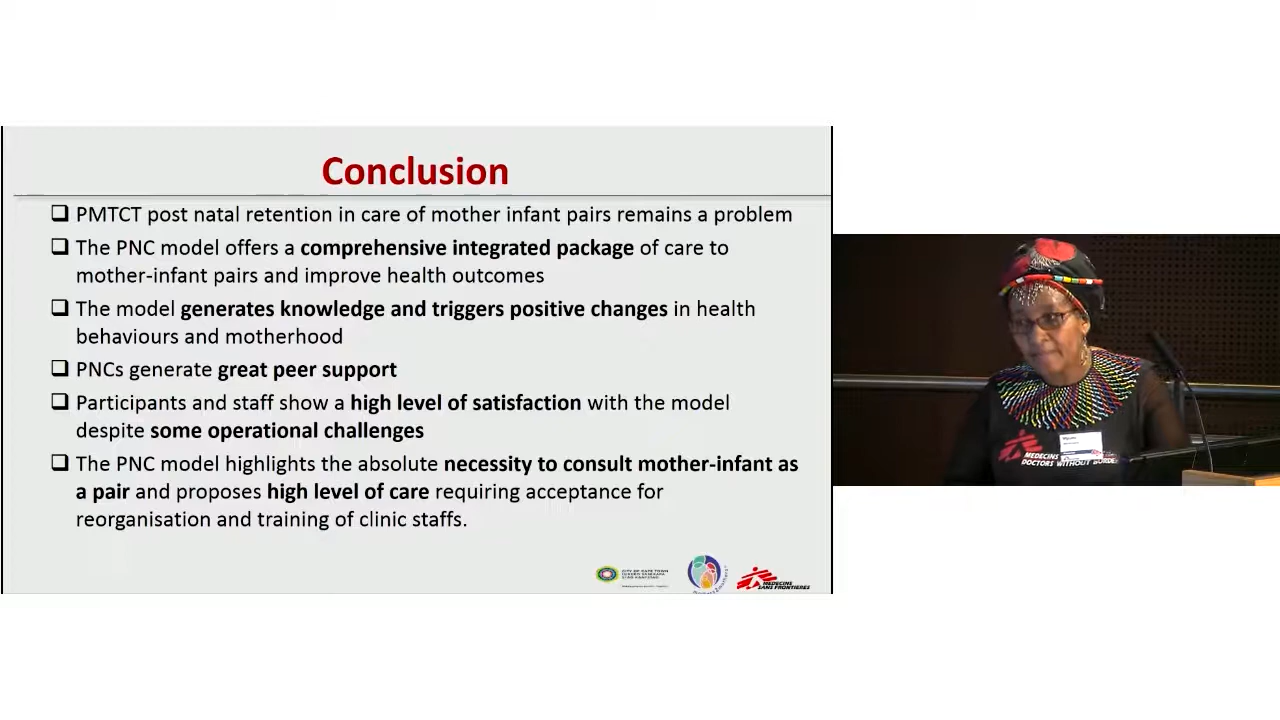 Conclusion
PMTCT post natal retention in care of mother infant pairs remains a problem
The PNC model offers a comprehensive integrated package of care to
mother-infant pairs and improve health outcomes
The model generates knowledge and triggers positive changes in health
behaviours and motherhood
PNCs generate great peer support
Participants and staff show a high level of satisfaction with the model
despite some operational challenges
The PNC model highlights the absolute necessity to consult mother-infant as
a pair and proposes high level of care requiring acceptance for
reorganisation and training of clinic staffs.
CITY OF CAPE TOWN
MEDECINS
SANS FRONTIERES
MEDECINS
DOCTORS WITHOUT BORDE